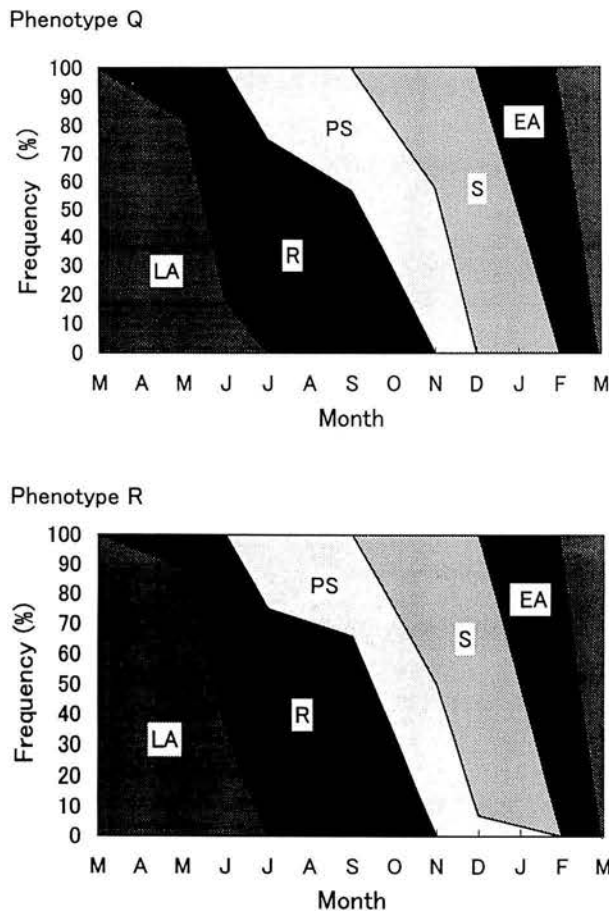 Phenotype Q
Frequency (%)
100
90
80
70
60
50
40
30
20
10
0
LA
R
PS
S
EA
M A M J J A S O N D J F M
Month
Phenotype R
Frequency (%)
100
90
80
70
60
50
40
30
20
10
0
LA
R
PS
S
EA
M A M J J A S O N D J F M
Month